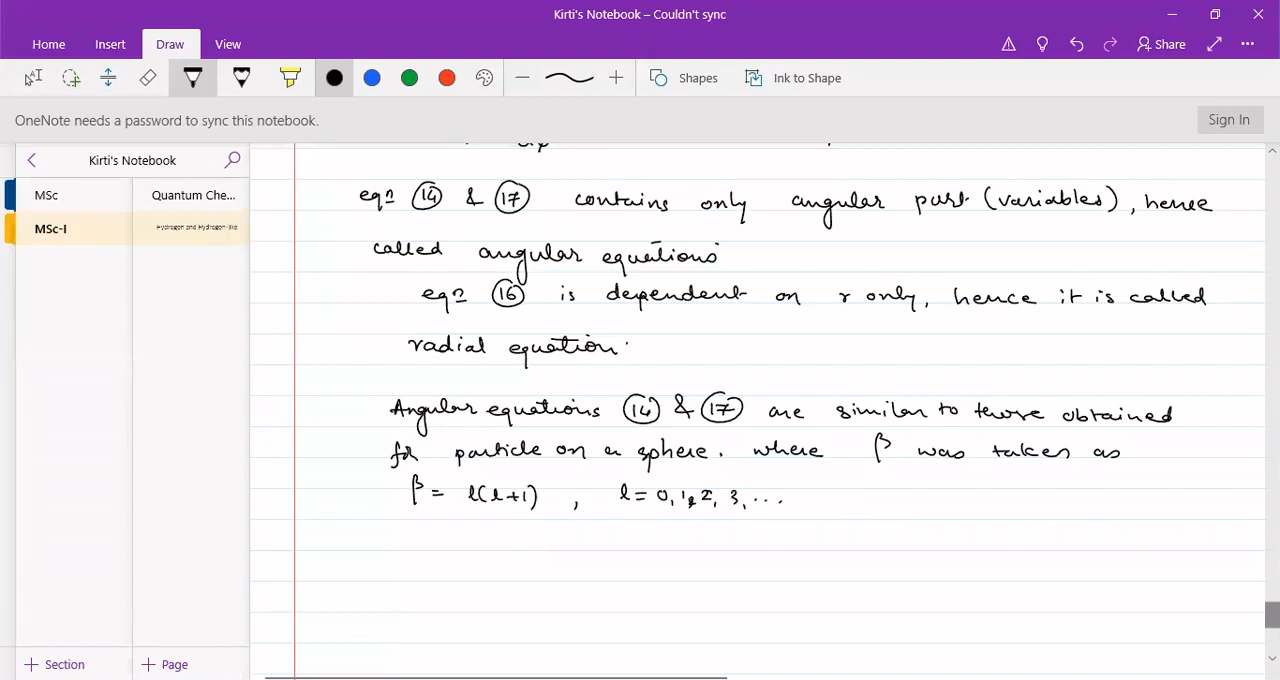 Kirti's Notebook – Couldn't sync
Home Insert Draw View
Share
Shapes Ink to Shape
OneNote needs a password to sync this notebook.
Sign In
Kirti's Notebook
MSc Quantum Che...
MSc-I Hydrogen and Hydrogen-like
eqn (14) & (17) contains only angular part (variables), hence
called angular equations
eqn (16) is dependent on r only, hence it is called
radial equation.
Angular equations (14) & (17) are similar to those obtained
for particle on a sphere. where β was taken as
β = l(l+1) , l = 0, 1, 2, 3, ...
+ Section + Page